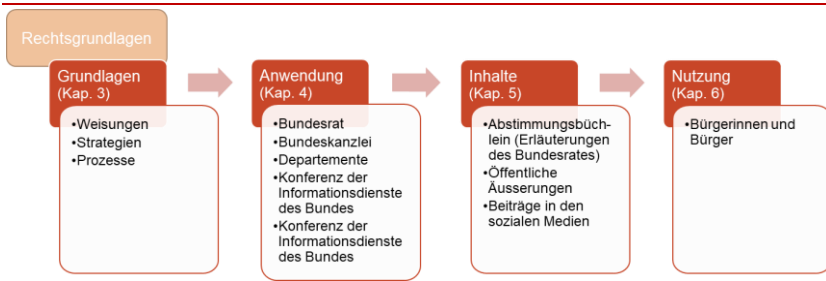 Rechtsgrundlagen
Grundlagen
(Kap. 3)
•Weisungen
•Strategien
•Prozesse
Anwendung
(Kap. 4)
•Bundesrat
•Bundeskanzlei
•Departemente
•Konferenz der
Informationsdienste
des Bundes
•Konferenz der
Informationsdienste
des Bundes
Inhalte
(Kap. 5)
•Abstimmungsbüch-
lein (Erläuterungen
des Bundesrates)
•Öffentliche
Äusserungen
•Beiträge in den
sozialen Medien
Nutzung
(Kap. 6)
•Bürgerinnen und
Bürger